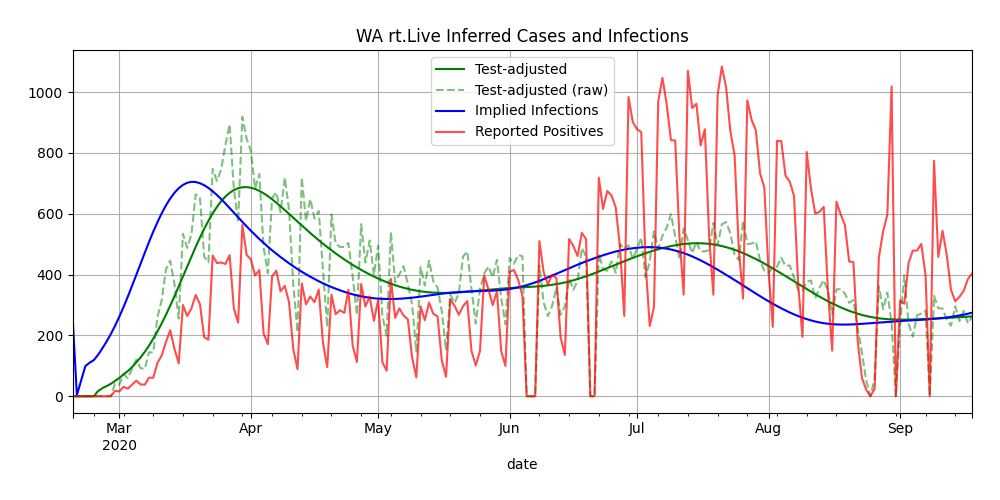 WA rt.Live Inferred Cases and Infections
Test-adjusted
Test-adjusted (raw)
Implied Infections
Reported Positives
1000
800
600
400
200
0
Mar Apr May Jun Jul Aug Sep
2020
date